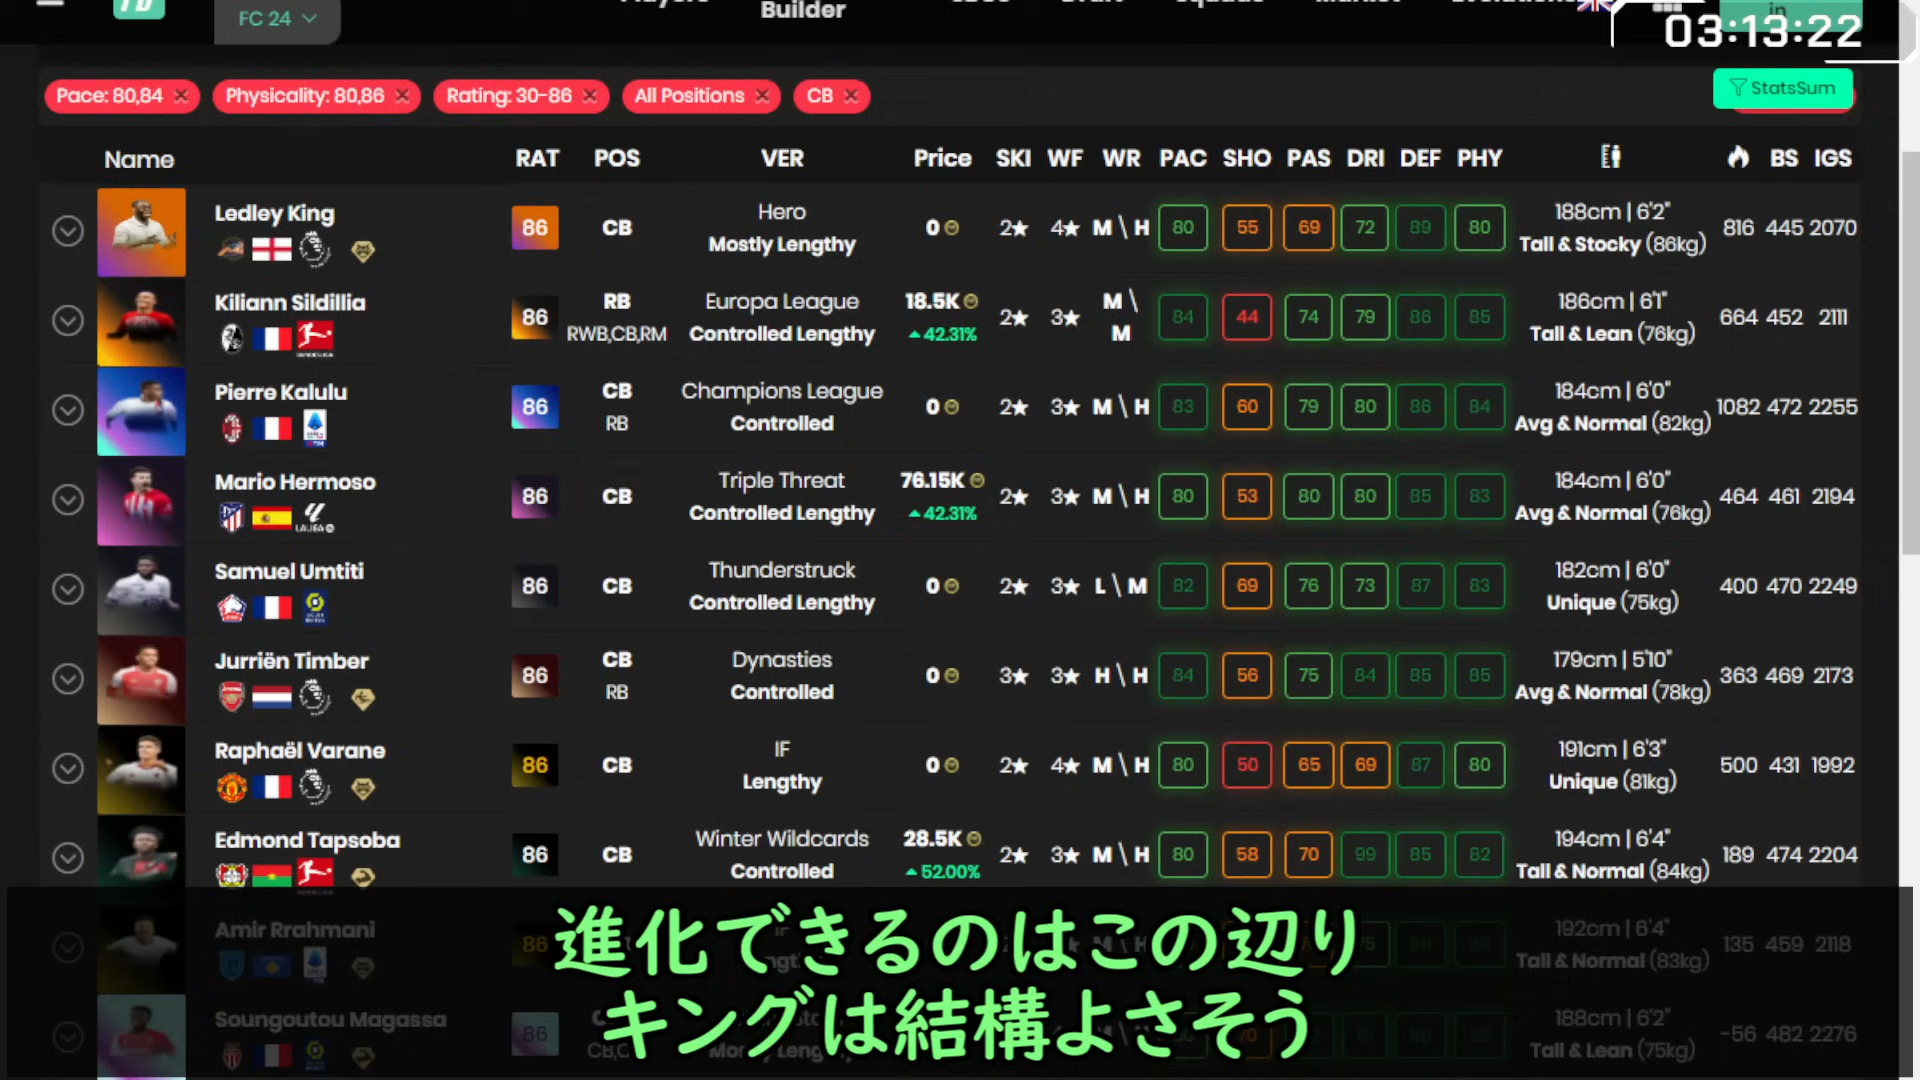 FC 24
Builder
in
03:13:22
Pace: 80,84
Physicality: 80,86
Rating: 30-86
All Positions
CB
StatsSum
Name RAT POS VER Price SKI WF WR PAC SHO PAS DRI DEF PHY BS IGS
Ledley King 86 CB Hero Mostly Lengthy 0 2★ 4★ M \ H 80 55 69 72 89 80 188cm | 6'2" Tall & Stocky (86kg) 816 445 2070
Kiliann Sildillia 86 RB RWB,CB,RM Europa League Controlled Lengthy 18.5K 42.31% 2★ 3★ M \ M 84 44 74 79 86 85 186cm | 6'1" Tall & Lean (76kg) 664 452 2111
Pierre Kalulu 86 CB RB Champions League Controlled 0 2★ 3★ M \ H 83 60 79 80 86 84 184cm | 6'0" Avg & Normal (82kg) 1082 472 2255
Mario Hermoso 86 CB Triple Threat Controlled Lengthy 76.15K 42.31% 2★ 3★ M \ H 80 53 80 80 85 83 184cm | 6'0" Avg & Normal (76kg) 464 461 2194
Samuel Umtiti 86 CB Thunderstruck Controlled Lengthy 0 2★ 3★ L \ M 82 69 76 73 87 83 182cm | 6'0" Unique (75kg) 400 470 2249
Jurriën Timber 86 CB RB Dynasties Controlled 0 3★ 3★ H \ H 84 56 75 84 85 85 179cm | 5'10" Avg & Normal (78kg) 363 469 2173
Raphaël Varane 86 CB IF Lengthy 0 2★ 4★ M \ H 80 50 65 69 87 80 191cm | 6'3" Unique (81kg) 500 431 1992
Edmond Tapsoba 86 CB Winter Wildcards Controlled 28.5K 52.00% 2★ 3★ M \ H 80 58 70 99 85 82 194cm | 6'4" Tall & Normal (84kg) 189 474 2204
Amir Rrahmani 86 192cm | 6'4" Tall & Normal (83kg) 135 459 2118
Soungoutou Magassa 86 188cm | 6'2" Tall & Lean (75kg) -56 482 2276
進化できるのはこの辺り
キングは結構よさそう